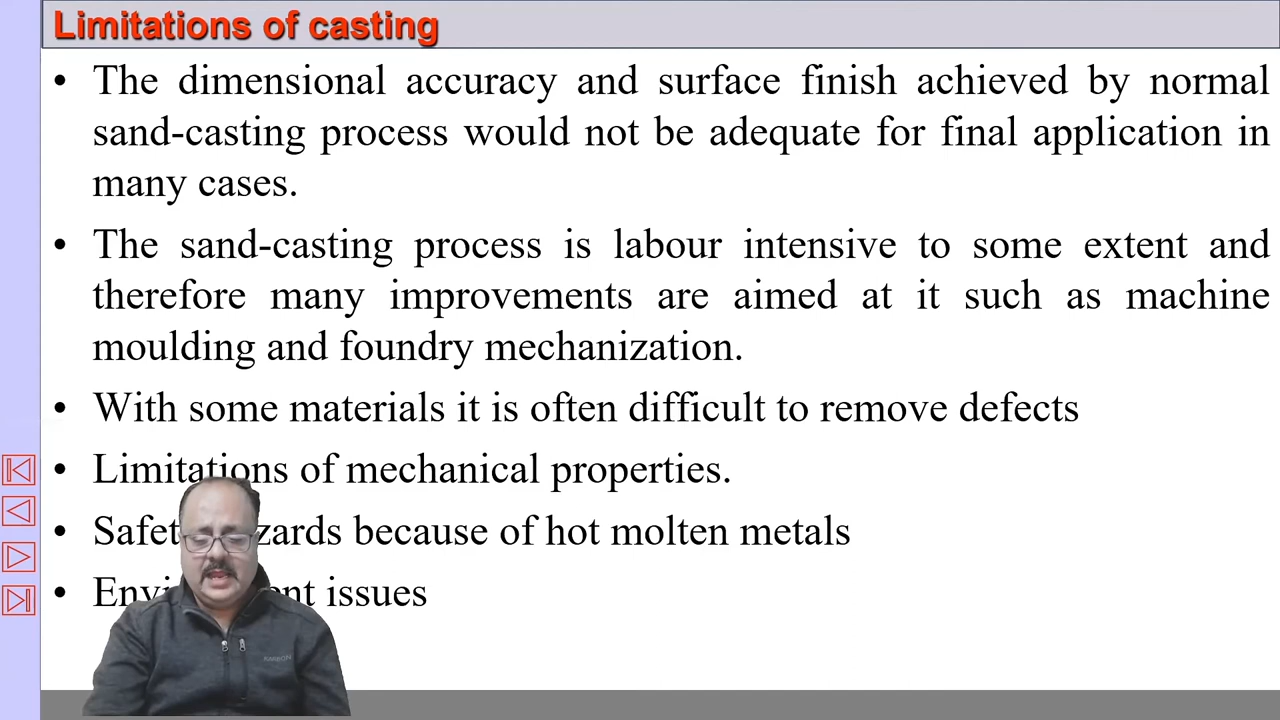 Limitations of casting
• The dimensional accuracy and surface finish achieved by normal
sand-casting process would not be adequate for final application in
many cases.
• The sand-casting process is labour intensive to some extent and
therefore many improvements are aimed at it such as machine
moulding and foundry mechanization.
• With some materials it is often difficult to remove defects
• Limitations of mechanical properties.
• because of hot molten metals
• issues